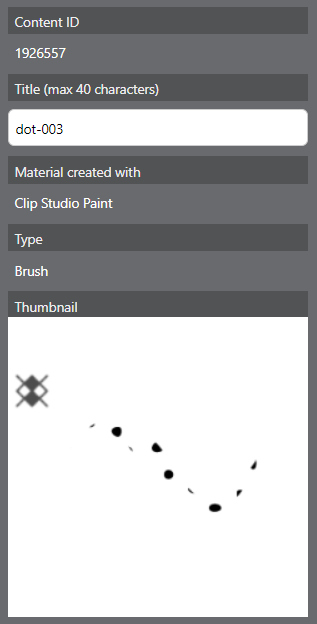 Content ID
1926557
Title (max 40 characters)
dot-003
Material created with
Clip Studio Paint
Type
Brush
Thumbnail